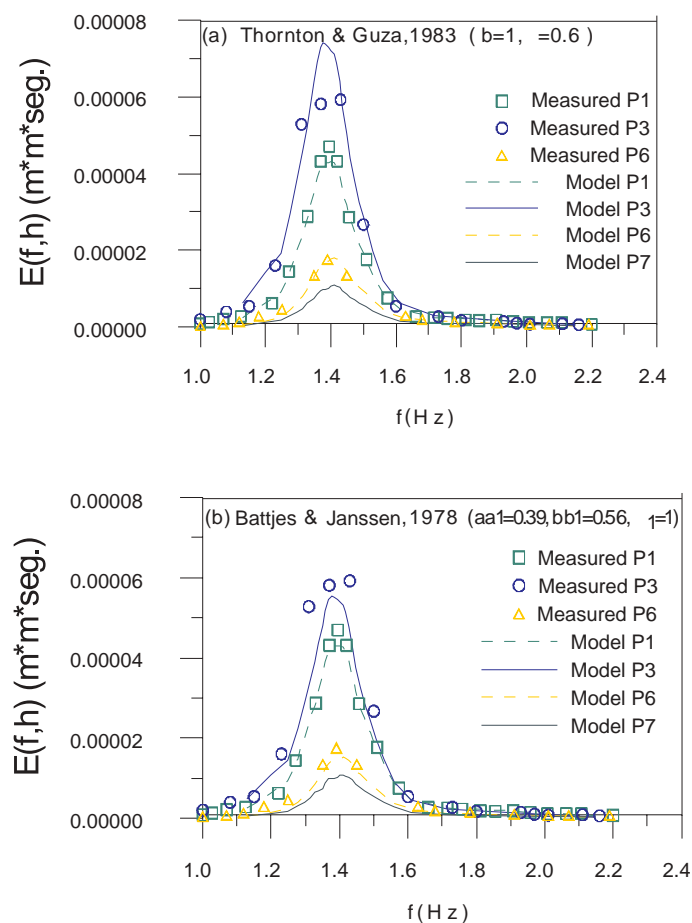 (a) Thornton & Guza,1983 ( b=1, =0.6 )
0.00008
0.00006
0.00004
0.00002
0.00000
E(f,h) (m*m*seg.)
Measured P1
Measured P3
Measured P6
Model P1
Model P3
Model P6
Model P7
1.0 1.2 1.4 1.6 1.8 2.0 2.2 2.4
f(Hz)
(b) Battjes & Janssen,1978 (aa1=0.39, bb1=0.56, 1=1)
0.00008
0.00006
0.00004
0.00002
0.00000
E(f,h) (m*m*seg.)
Measured P1
Measured P3
Measured P6
Model P1
Model P3
Model P6
Model P7
1.0 1.2 1.4 1.6 1.8 2.0 2.2 2.4
f(Hz)